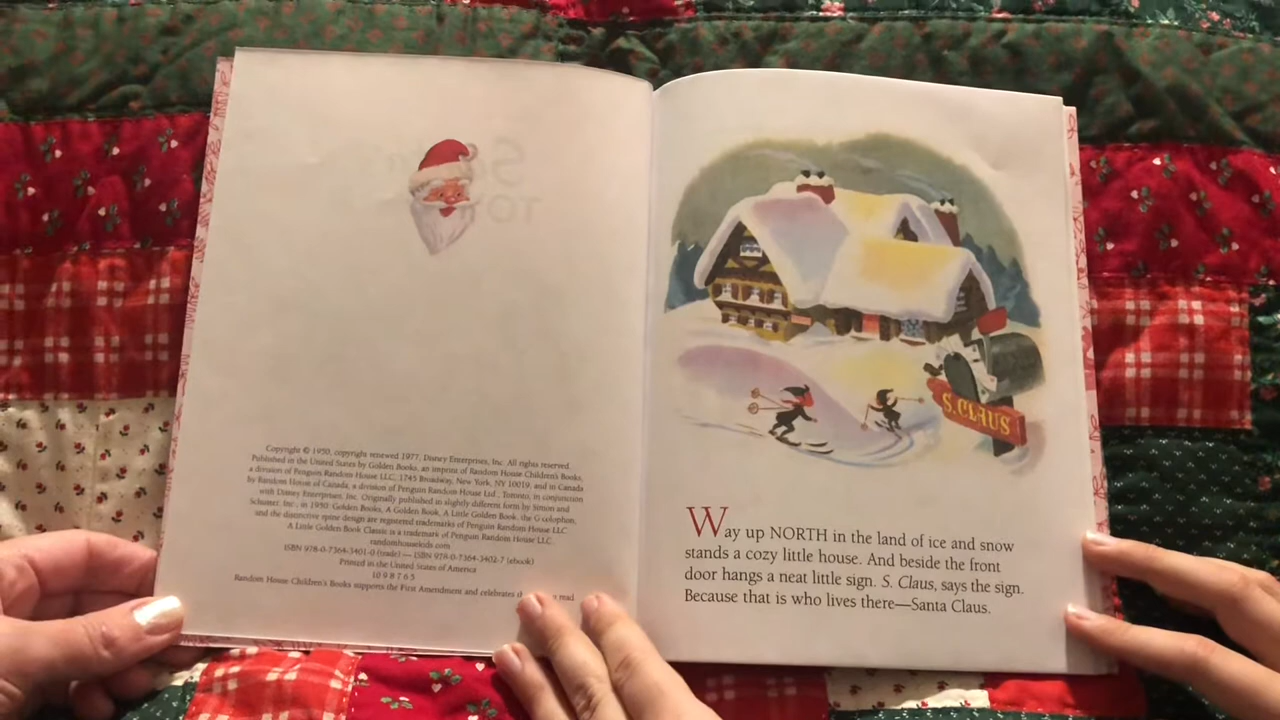 Copyright © 1950, copyright renewed 1977, Disney Enterprises, Inc. All rights reserved.
Published in the United States by Golden Books, an imprint of Random House Children's Books,
a division of Penguin Random House LLC, 1745 Broadway, New York, NY 10019, and in Canada
by Random House of Canada, a division of Penguin Random House Ltd., Toronto, in conjunction
with Disney Enterprises, Inc. Originally published in slightly different form by Simon and
Schuster, Inc., in 1950. Golden Books, A Golden Book, A Little Golden Book, the G colophon,
and the distinctive spine design are registered trademarks of Penguin Random House LLC.
A Little Golden Book Classic is a trademark of Penguin Random House LLC.
randomhousekids.com
ISBN 978-0-7364-3401-0 (trade) — ISBN 978-0-7364-3402-7 (ebook)
Printed in the United States of America
10 9 8 7 6 5
Random House Children's Books supports the First Amendment and celebrates read
S. CLAUS
Way up NORTH in the land of ice and snow
stands a cozy little house. And beside the front
door hangs a neat little sign. S. Claus, says the sign.
Because that is who lives there—Santa Claus.